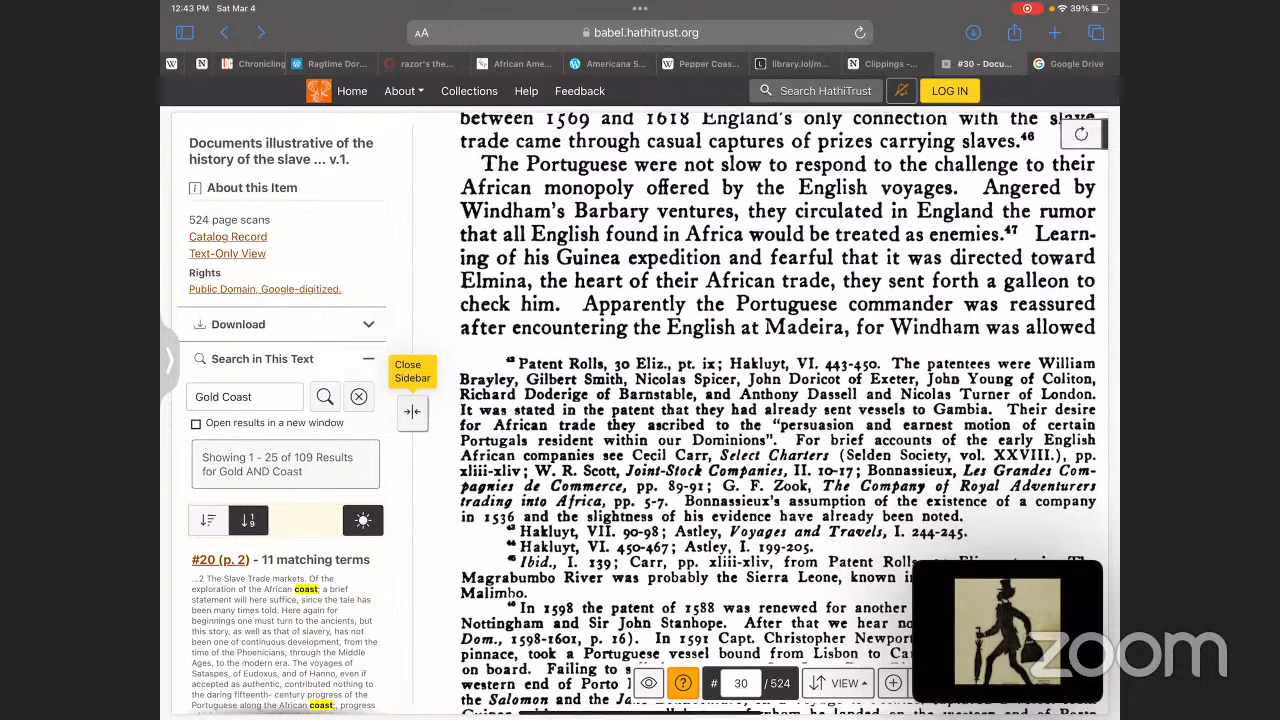 12:43 PM Sat Mar 4
39%
AA
babel.hathitrust.org
W
N
Chronicling
Ragtime Dor...
razor's the...
African Ame...
Americana S...
Pepper Coas...
library.lol/m...
Clippings -...
#30 - Docu...
Google Drive
Home About Collections Help Feedback
Search HathiTrust
LOG IN
Documents illustrative of the
history of the slave ... v.1.
About this Item
524 page scans
Catalog Record
Text-Only View
Rights
Public Domain, Google-digitized.
Download
Search in This Text
Close
Sidebar
Gold Coast
Open results in a new window
Showing 1 - 25 of 109 Results
for Gold AND Coast
#20 (p. 2) - 11 matching terms
...2 The Slave Trade markets. Of the
exploration of the African coast; a brief
statement will here suffice, since the tale has
been many times told. Here again for
beginnings one must turn to the ancients, but
this story, as well as that of slavery, has not
been one of continuous development, from the
time of the Phoenicians, through the Middle
Ages, to the modern era. The voyages of
Sataspes, of Eudoxus, and of Hanno, even if
accepted as authentic, contributed nothing to
the daring fifteenth- century progress of the
Portuguese along the African coast; progress
between 1569 and 1618 England's only connection with the slave
trade came through casual captures of prizes carrying slaves.46
The Portuguese were not slow to respond to the challenge to their
African monopoly offered by the English voyages. Angered by
Windham's Barbary ventures, they circulated in England the rumor
that all English found in Africa would be treated as enemies.47 Learn-
ing of his Guinea expedition and fearful that it was directed toward
Elmina, the heart of their African trade, they sent forth a galleon to
check him. Apparently the Portuguese commander was reassured
after encountering the English at Madeira, for Windham was allowed
Patent Rolls, 30 Eliz., pt. ix; Hakluyt, VI. 443-450. The patentees were William
Brayley, Gilbert Smith, Nicolas Spicer, John Doricot of Exeter, John Young of Coliton,
Richard Doderige of Barnstable, and Anthony Dassell and Nicolas Turner of London.
It was stated in the patent that they had already sent vessels to Gambia. Their desire
for African trade they ascribed to the "persuasion and earnest motion of certain
Portugals resident within our Dominions". For brief accounts of the early English
African companies see Cecil Carr, Select Charters (Selden Society, vol. XXVIII.), pp.
xliii-xliv; W. R. Scott, Joint-Stock Companies, II. 10-17; Bonnassieux, Les Grandes Com-
pagnies de Commerce, pp. 89-91; G. F. Zook, The Company of Royal Adventurers
trading into Africa, pp. 5-7. Bonnassieux's assumption of the existence of a company
in 1536 and the slightness of his evidence have already been noted.
Hakluyt, VII. 90-98; Astley, Voyages and Travels, I. 244-245.
Hakluyt, VI. 450-467; Astley, I. 199-205.
Ibid., I. 139; Carr, pp. xliii-xliv, from Patent Rolls
Magrabumbo River was probably the Sierra Leone, known
Malimbo.
In 1598 the patent of 1588 was renewed for another
Nottingham and Sir John Stanhope. After that we hear
Dom., 1598-1601, p. 16). In 1591 Capt. Christopher Newport
pinnace, took a Portuguese vessel bound from Lisbon to
on board. Failing to
western end of Porto
the Salomon and the
# 30 / 524
VIEW
zoom